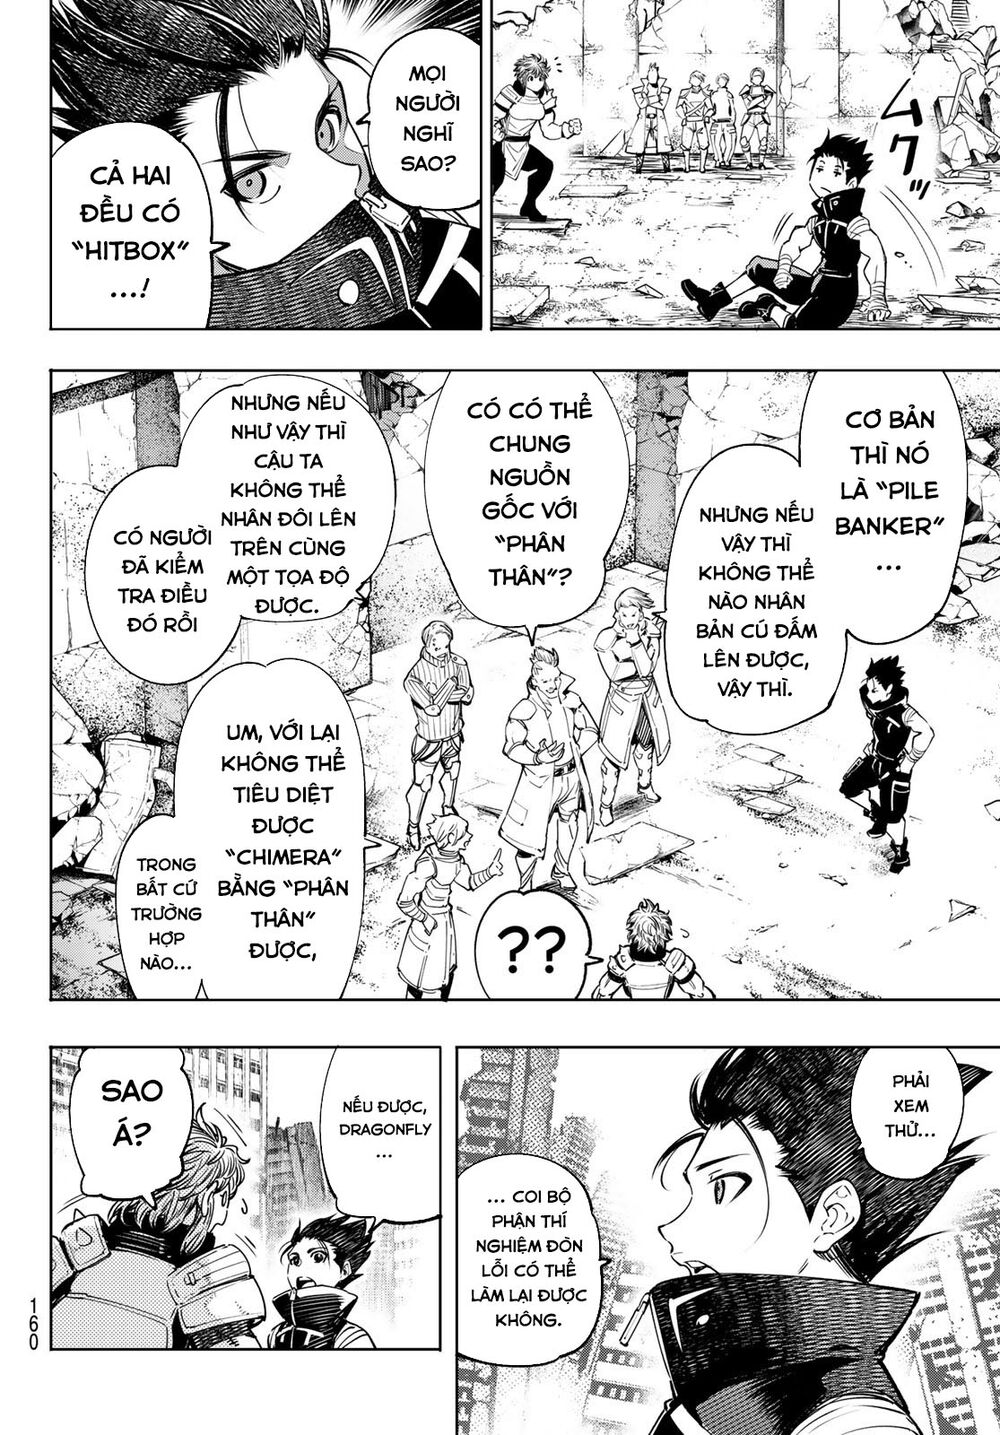 ムクッ
MỌI
NGƯỜI
NGHĨ
SAO?
CẢ HAI
ĐỀU CÓ
“HITBOX”
...!
CƠ BẢN
THÌ NÓ
LÀ “PILE
BANKER”
...
NHƯNG NẾU
VẬY THÌ
KHÔNG THỂ
NÀO NHÂN
BẢN CÚ ĐẤM
LÊN ĐƯỢC,
VẬY THÌ.
CÓ CÓ THỂ
CHUNG
NGUỒN
GỐC VỚI
“PHÂN
THÂN”?
NHƯNG NẾU
NHƯ VẬY THÌ
CẬU TA
KHÔNG THỂ
NHÂN ĐÔI LÊN
TRÊN CÙNG
MỘT TỌA ĐỘ
ĐƯỢC.
CÓ NGƯỜI
ĐÃ KIỂM
TRA ĐIỀU
ĐÓ RỒI
UM, VỚI LẠI
KHÔNG THỂ
TIÊU DIỆT
ĐƯỢC
“CHIMERA”
BẰNG “PHÂN
THÂN”
ĐƯỢC,
TRONG
BẤT CỨ
TRƯỜNG
HỢP
NÀO...
??
PHẢI
XEM
THỬ...
... COI BỘ
PHẬN THÍ
NGHIỆM ĐÒN
LỖI CÓ THỂ
LÀM LẠI ĐƯỢC
KHÔNG.
NẾU ĐƯỢC,
DRAGONFLY
...
SAO
Á?
160